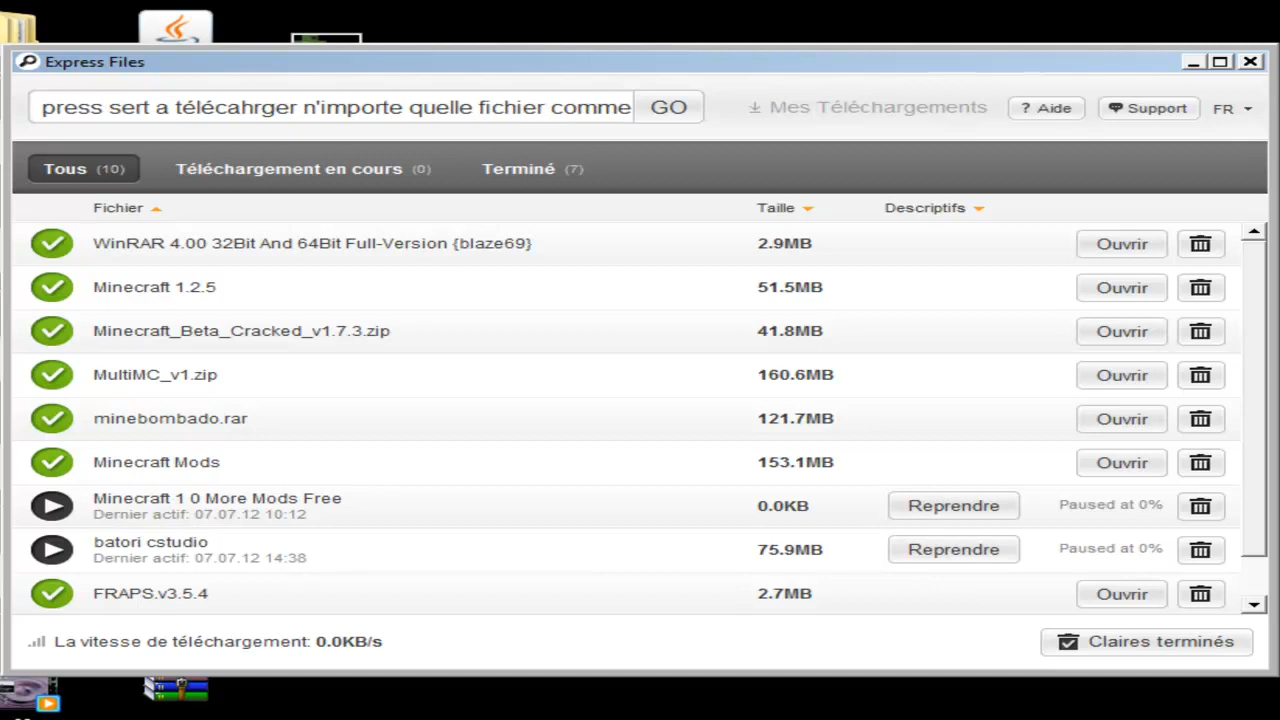 Express Files
press sert a télécahrger n'importe quelle fichier comme
GO
Mes Téléchargements
? Aide
Support
FR
Tous (10)
Téléchargement en cours (0)
Terminé (7)
Fichier
Taille
Descriptifs
WinRAR 4.00 32Bit And 64Bit Full-Version {blaze69}
2.9MB
Ouvrir
Minecraft 1.2.5
51.5MB
Ouvrir
Minecraft_Beta_Cracked_v1.7.3.zip
41.8MB
Ouvrir
MultiMC_v1.zip
160.6MB
Ouvrir
minebombado.rar
121.7MB
Ouvrir
Minecraft Mods
153.1MB
Ouvrir
Minecraft 1 0 More Mods Free
Dernier actif: 07.07.12 10:12
0.0KB
Reprendre
Paused at 0%
batori cstudio
Dernier actif: 07.07.12 14:38
75.9MB
Reprendre
Paused at 0%
FRAPS.v3.5.4
2.7MB
Ouvrir
La vitesse de téléchargement: 0.0KB/s
Claires terminés